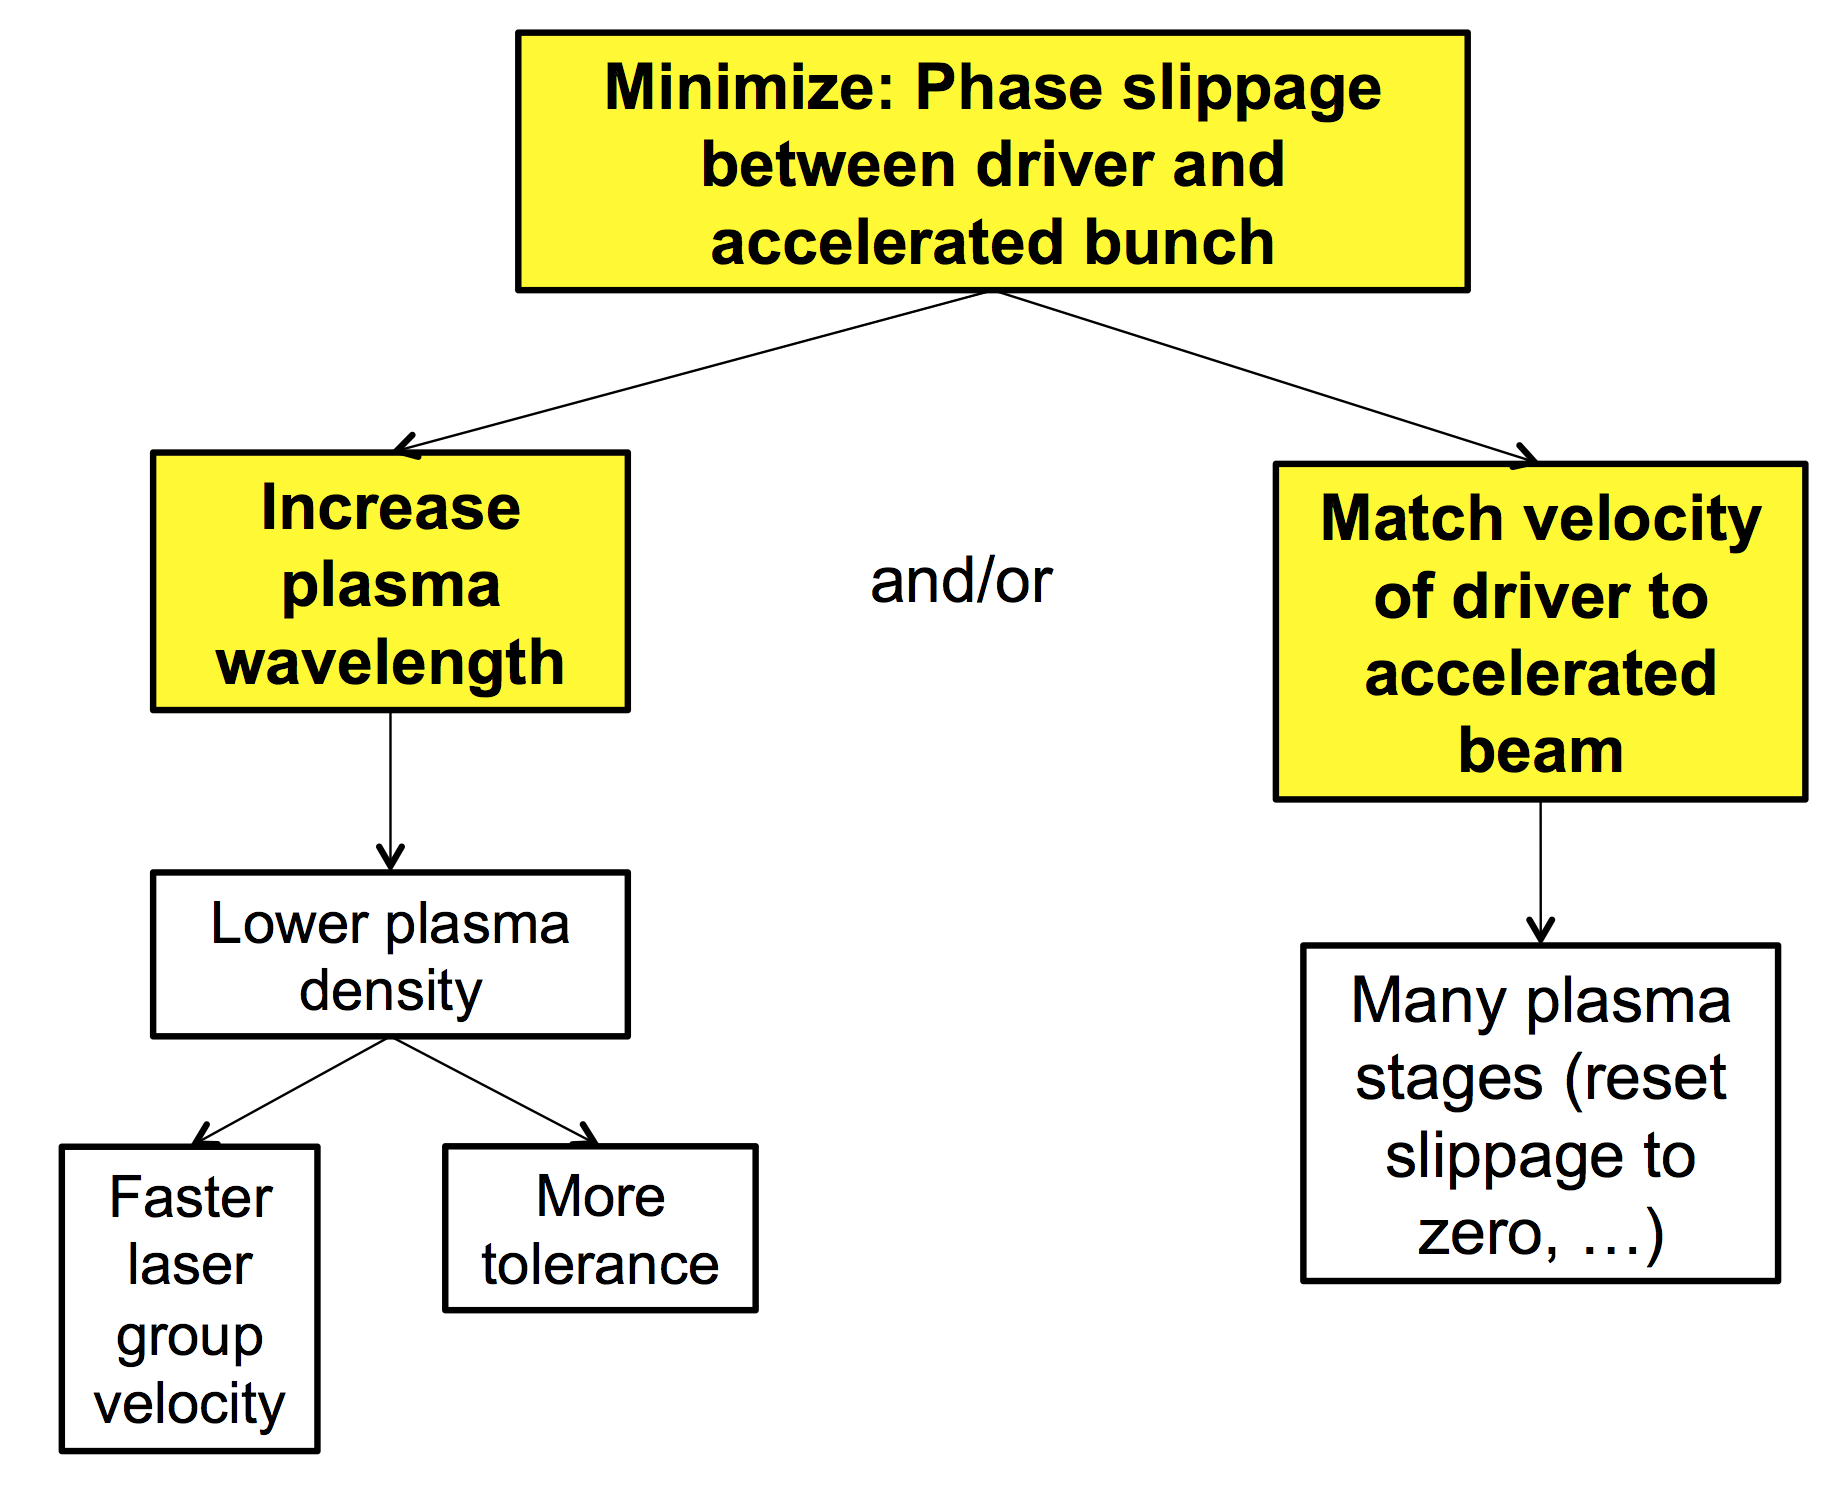 Minimize: Phase slippage
between driver and
accelerated bunch
Increase
plasma
wavelength
and/or
Match velocity
of driver to
accelerated
beam
Lower plasma
density
Many plasma
stages (reset
slippage to
zero, …)
Faster
laser
group
velocity
More
tolerance